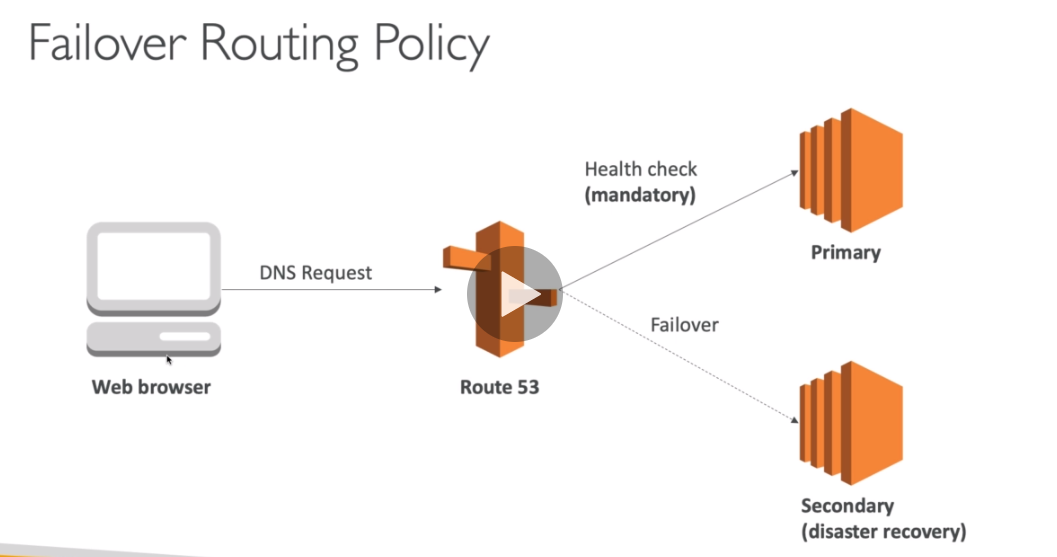 Failover Routing Policy
Health check
(mandatory)
Primary
DNS Request
Failover
Web browser
Route 53
Secondary
(disaster recovery)